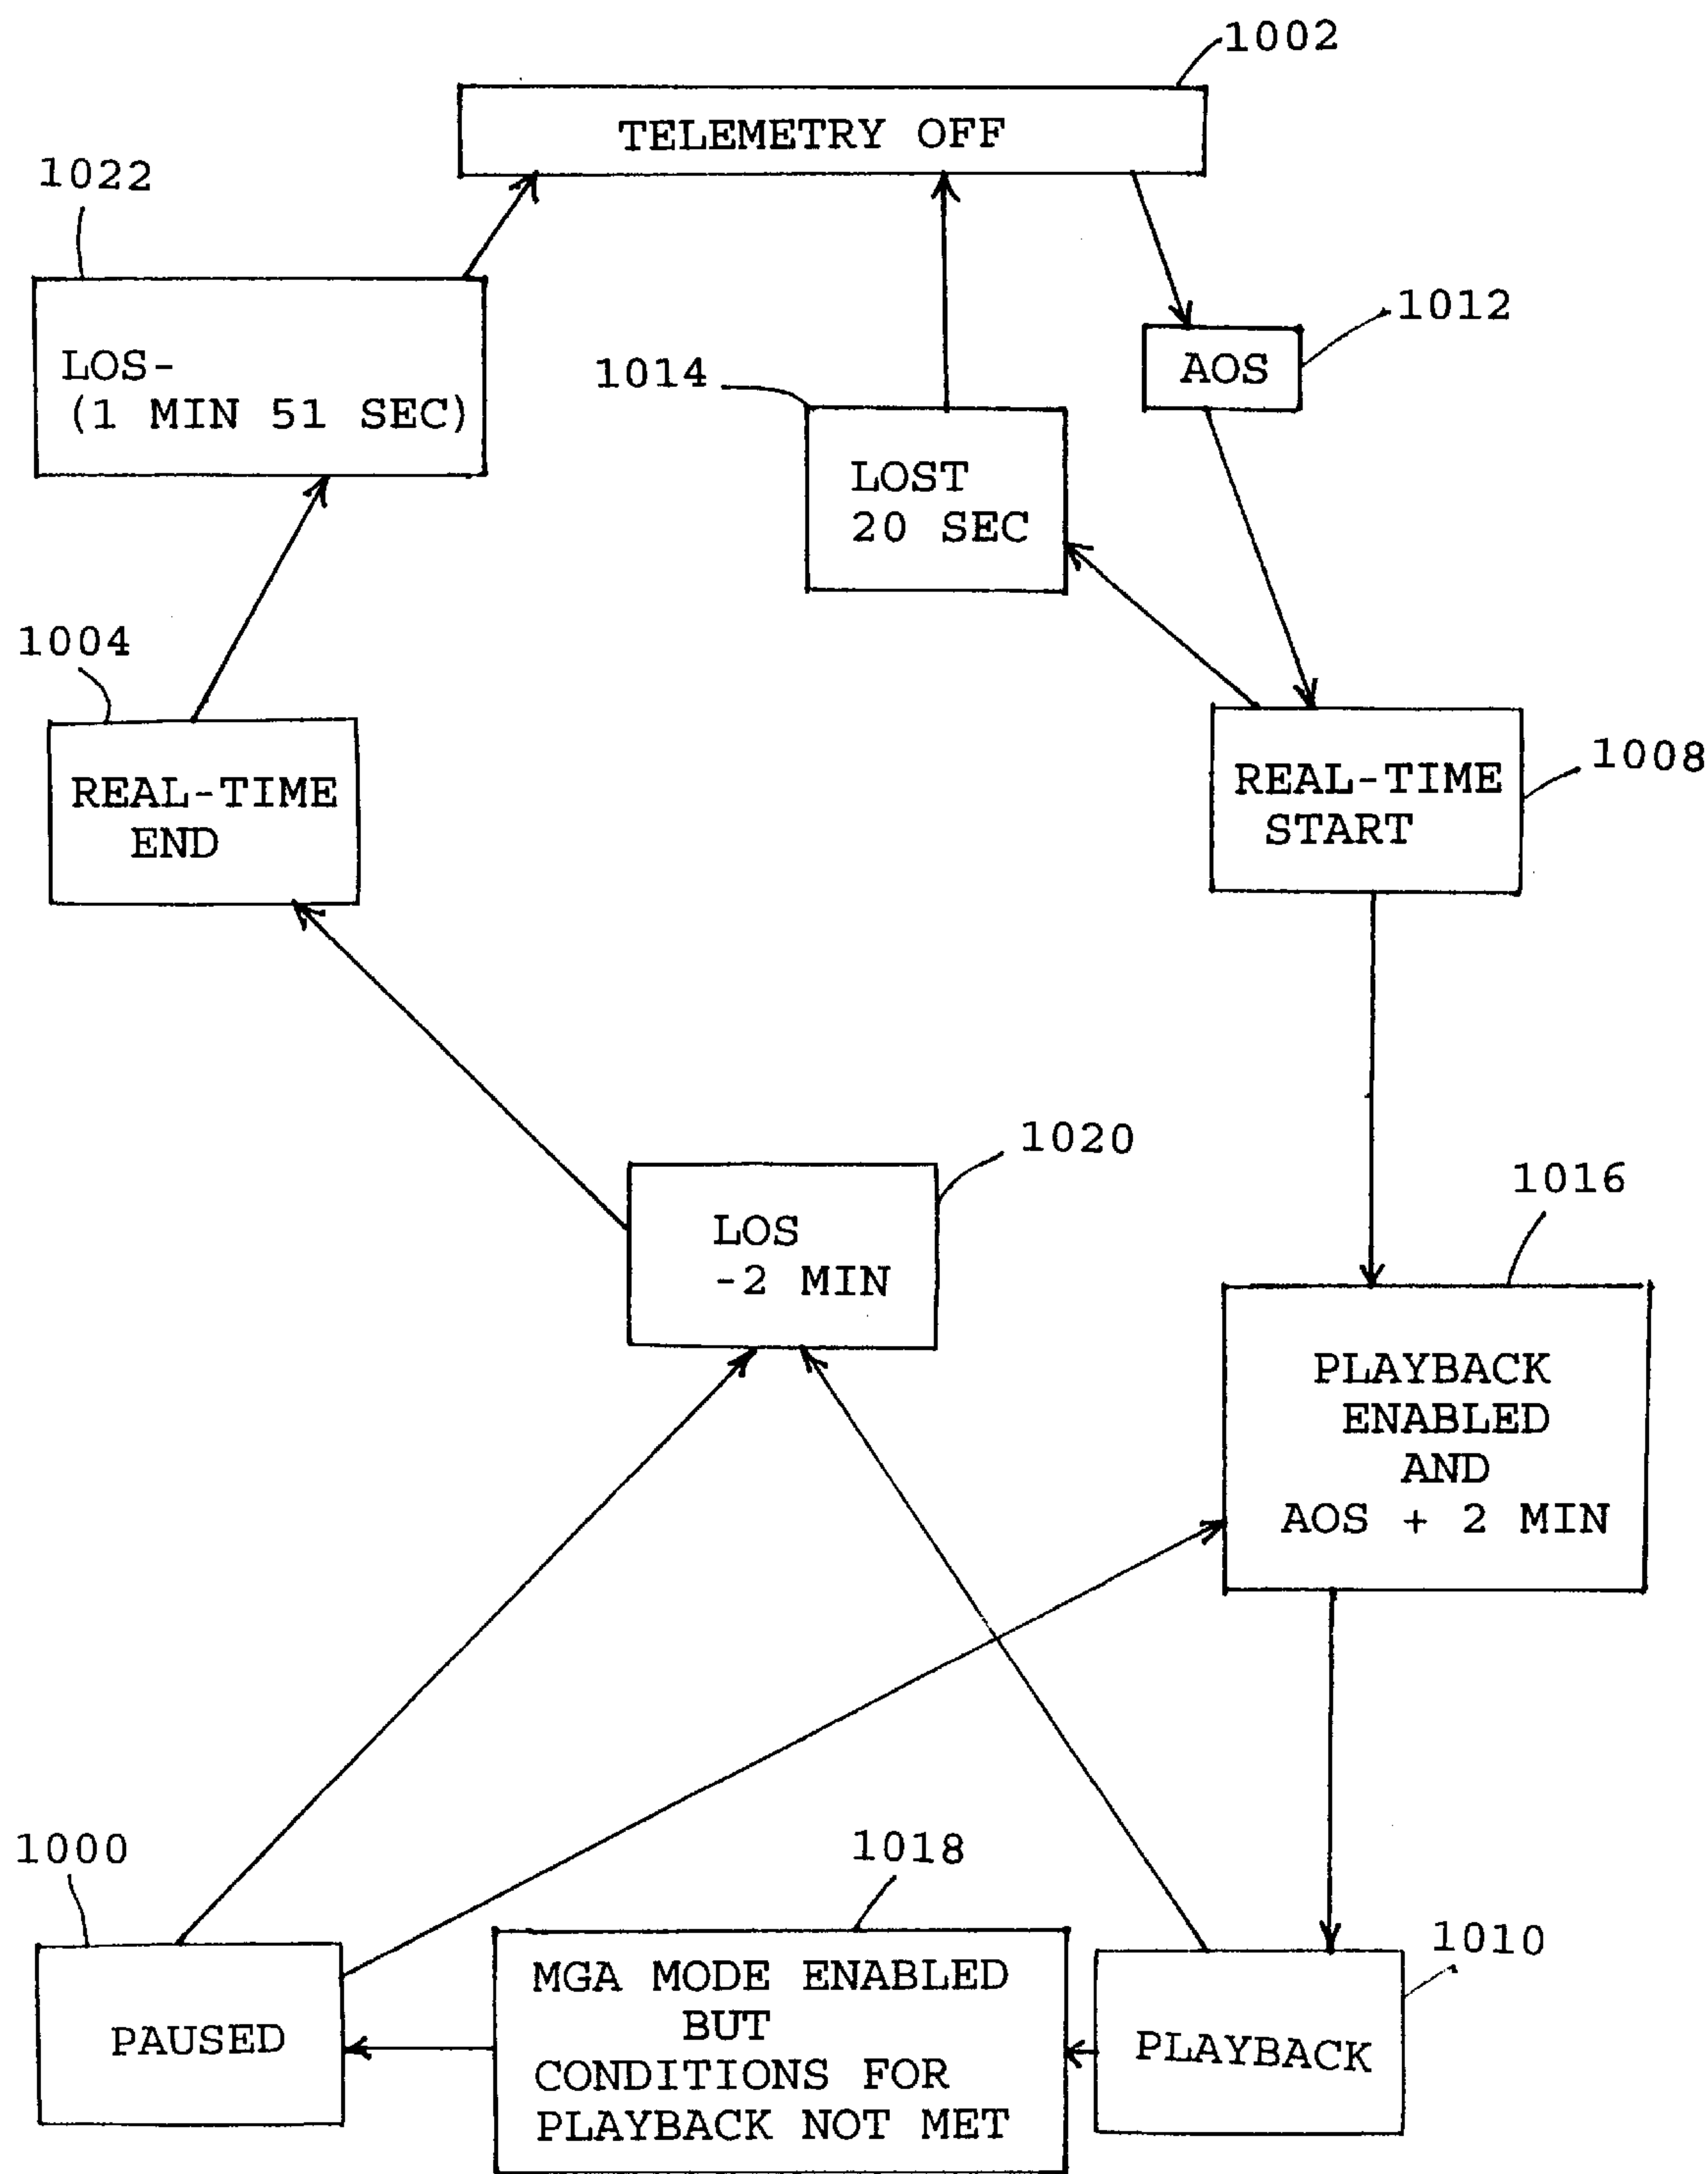 1002
TELEMETRY OFF
1022
LOS-
(1 MIN 51 SEC)
1012
AOS
1014
LOST
20 SEC
1004
REAL-TIME
END
1008
REAL-TIME
START
1020
LOS
-2 MIN
1016
PLAYBACK
ENABLED
AND
AOS + 2 MIN
1000
PAUSED
1018
MGA MODE ENABLED
BUT
CONDITIONS FOR
PLAYBACK NOT MET
1010
PLAYBACK